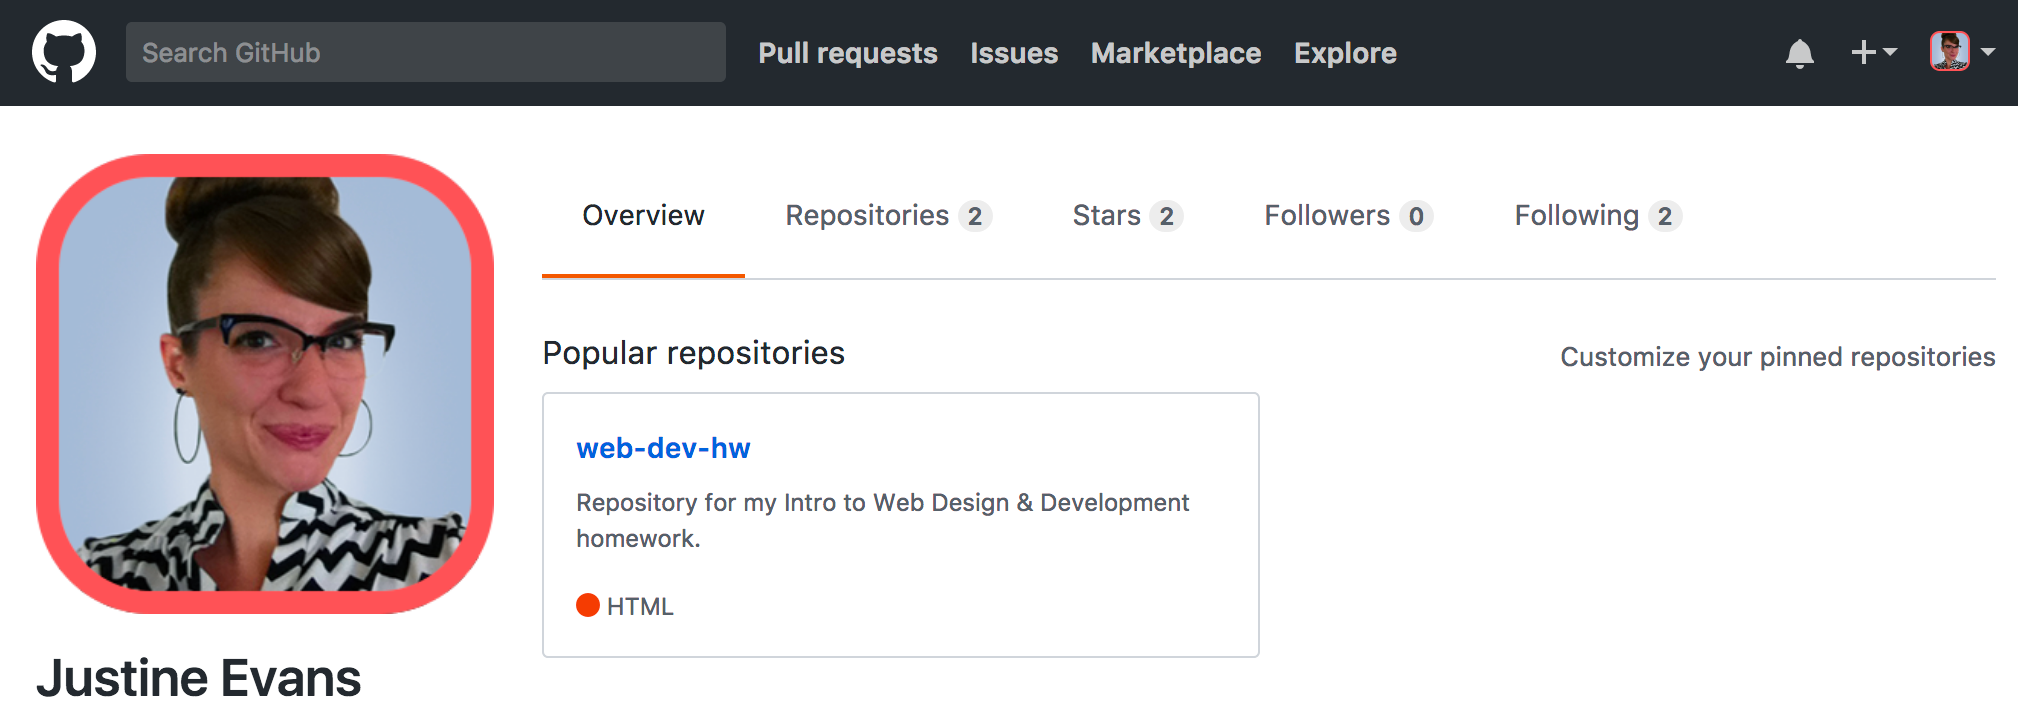 Search GitHub Pull requests Issues Marketplace Explore
Overview Repositories 2 Stars 2 Followers 0 Following 2
Popular repositories Customize your pinned repositories
web-dev-hw
Repository for my Intro to Web Design & Development
homework.
HTML
Justine Evans